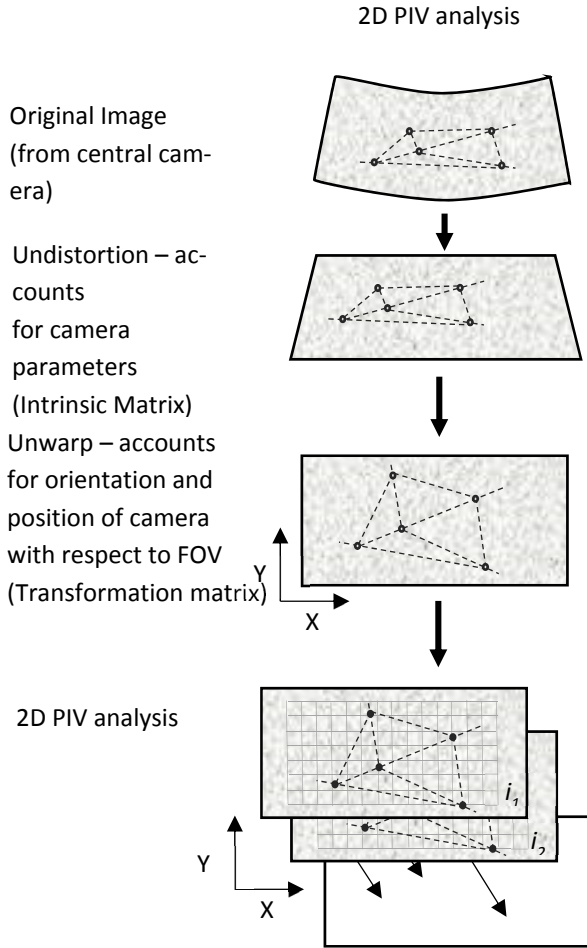 2D PIV analysis
Original Image
(from central cam-
era)
Undistortion – ac-
counts
for camera
parameters
(Intrinsic Matrix)
Unwarp – accounts
for orientation and
position of camera
with respect to FOV
(Transformation matrix)
Y
X
2D PIV analysis
i1
i2
Y
X